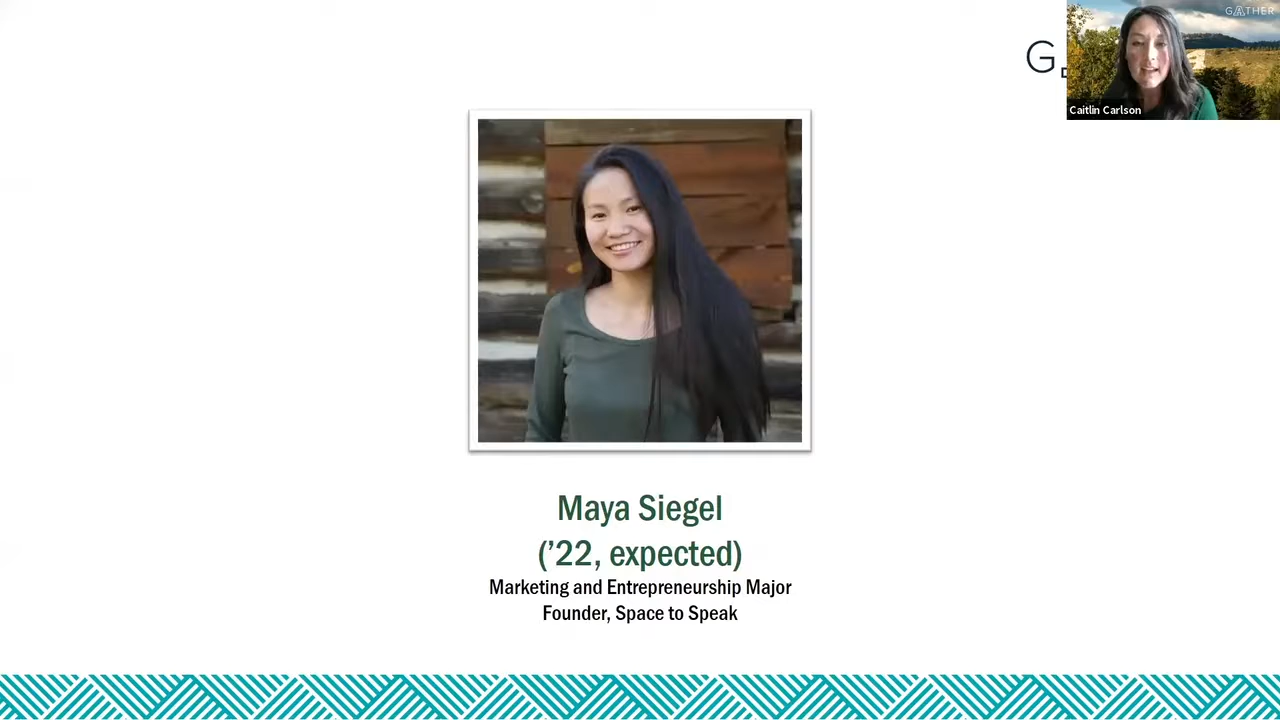 GATHER
G
Caitlin Carlson
Maya Siegel
(’22, expected)
Marketing and Entrepreneurship Major
Founder, Space to Speak